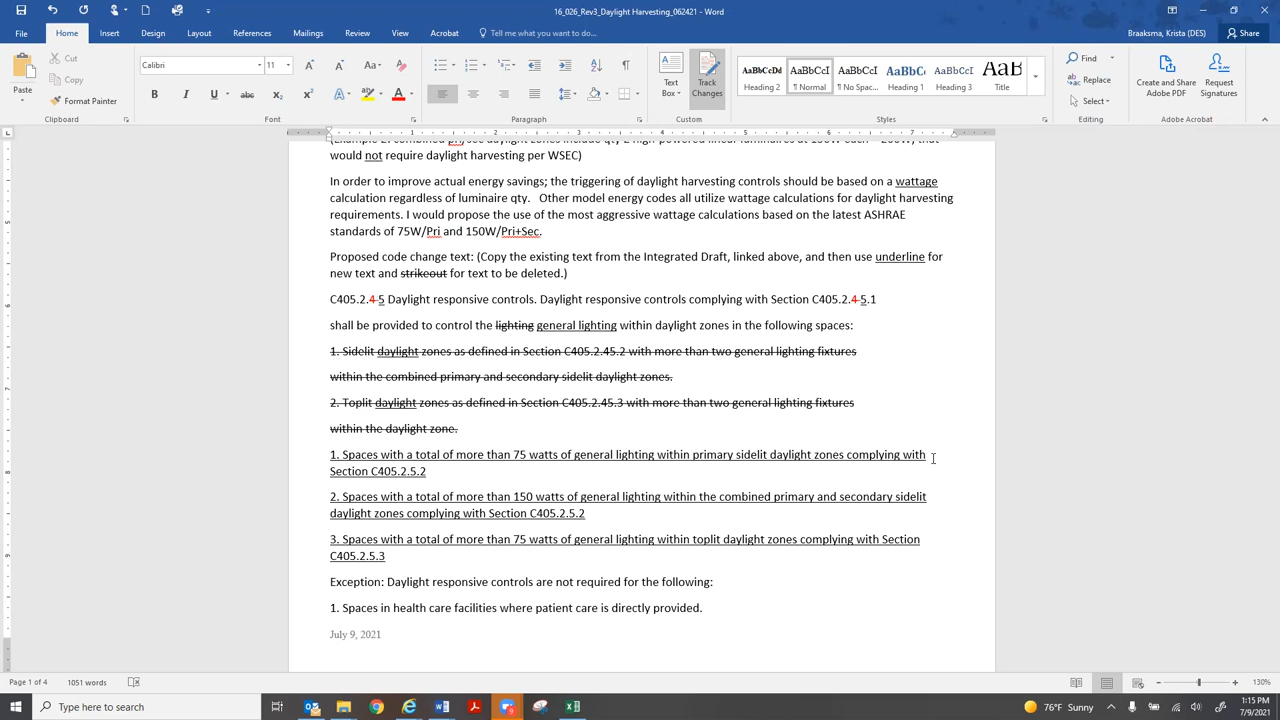 16_026_Rev3_Daylight_Zones_062421 - Word
Braaksma, Krista (DES)
File Home Insert Draw Design Layout References Mailings Review View Acrobat Tell me what you want to do... Share
Cut
Copy
Format Painter
Paste
Calibri 11
B I U abc X₂ X² A A
Aa
Text Box
Track Changes
AaBbCcDd AaBbCcI AaBbCcI AaBbC AaBbCcI AaB
Heading 2 ¶ Normal ¶ No Spac... Heading 1 Heading 3 Title
Find
Replace
Select
Create and Share Adobe PDF
Request Signatures
Clipboard Font Paragraph Custom Styles Editing Adobe Acrobat
would not require daylight harvesting per WSEC)
In order to improve actual energy savings; the triggering of daylight harvesting controls should be based on a wattage
calculation regardless of luminaire qty. Other model energy codes all utilize wattage calculations for daylight harvesting
requirements. I would propose the use of the most aggressive wattage calculations based on the latest ASHRAE
standards of 75W/Pri and 150W/Pri+Sec.
Proposed code change text: (Copy the existing text from the Integrated Draft, linked above, and then use underline for
new text and strikeout for text to be deleted.)
C405.2.4 5 Daylight responsive controls. Daylight responsive controls complying with Section C405.2.4 5.1
shall be provided to control the lighting general lighting within daylight zones in the following spaces:
1. Sidelit daylight zones as defined in Section C405.2.45.2 with more than two general lighting fixtures
within the combined primary and secondary sidelit daylight zones.
2. Toplit daylight zones as defined in Section C405.2.45.3 with more than two general lighting fixtures
within the daylight zone.
1. Spaces with a total of more than 75 watts of general lighting within primary sidelit daylight zones complying with
Section C405.2.5.2
2. Spaces with a total of more than 150 watts of general lighting within the combined primary and secondary sidelit
daylight zones complying with Section C405.2.5.2
3. Spaces with a total of more than 75 watts of general lighting within toplit daylight zones complying with Section
C405.2.5.3
Exception: Daylight responsive controls are not required for the following:
1. Spaces in health care facilities where patient care is directly provided.
July 9, 2021
Page 1 of 4 1051 words 130%
Type here to search 76°F Sunny 1:15 PM
7/9/2021